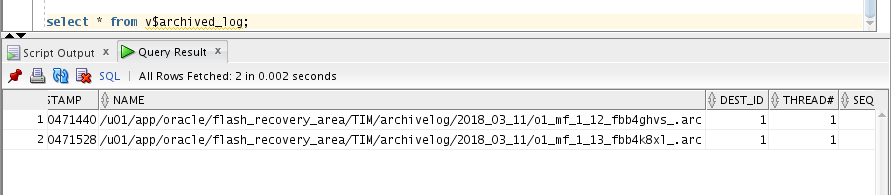 select * from v$archived_log;
Script Output x Query Result x
SQL | All Rows Fetched: 2 in 0.002 seconds
STAMP NAME DEST_ID THREAD# SEQ
1 0471440 /u01/app/oracle/flash_recovery_area/TIM/archivelog/2018_03_11/o1_mf_1_12_fbb4ghvs_.arc 1 1
2 0471528 /u01/app/oracle/flash_recovery_area/TIM/archivelog/2018_03_11/o1_mf_1_13_fbb4k8xl_.arc 1 1